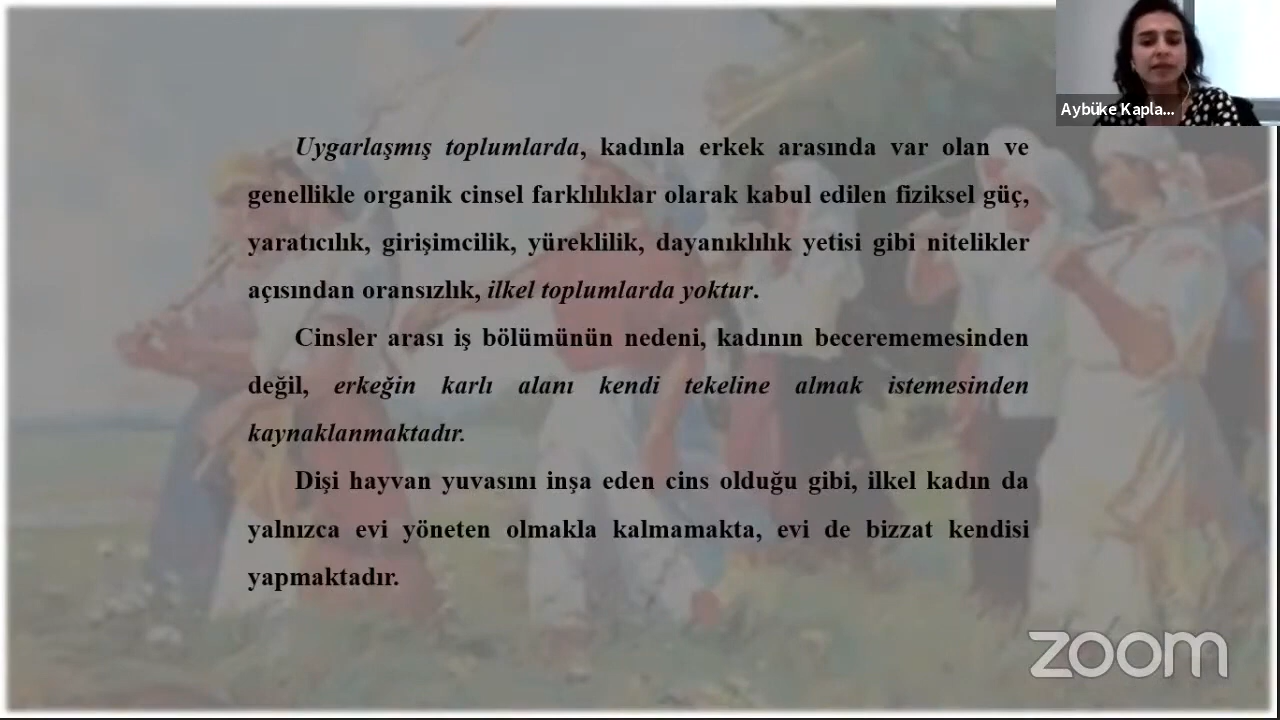 Aybüke Kapla...
Uygarlaşmış toplumlarda, kadınla erkek arasında var olan ve
genellikle organik cinsel farklılıklar olarak kabul edilen fiziksel güç,
yaratıcılık, girişimcilik, yüreklilik, dayanıklılık yetisi gibi nitelikler
açısından oransızlık, ilkel toplumlarda yoktur.
Cinsler arası iş bölümünün nedeni, kadının becerememesinden
değil, erkeğin karlı alanı kendi tekeline almak istemesinden
kaynaklanmaktadır.
Dişi hayvan yuvasını inşa eden cins olduğu gibi, ilkel kadın da
yalnızca evi yöneten olmakla kalmamakta, evi de bizzat kendisi
yapmaktadır.
zoom